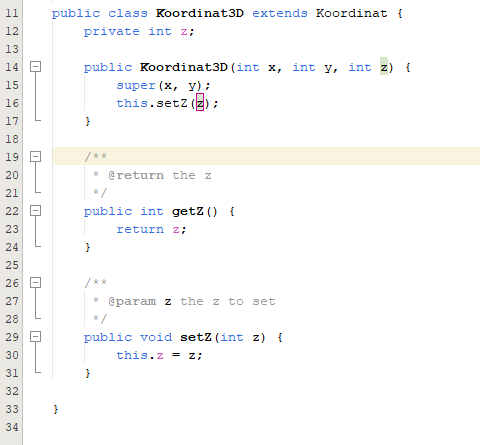 11 public class Koordinat3D extends Koordinat {
12     private int z;
13
14     public Koordinat3D(int x, int y, int z) {
15         super(x, y);
16         this.setZ(z);
17     }
18
19     /**
20      * @return the z
21      */
22     public int getZ() {
23         return z;
24     }
25
26     /**
27      * @param z the z to set
28      */
29     public void setZ(int z) {
30         this.z = z;
31     }
32
33 }
34